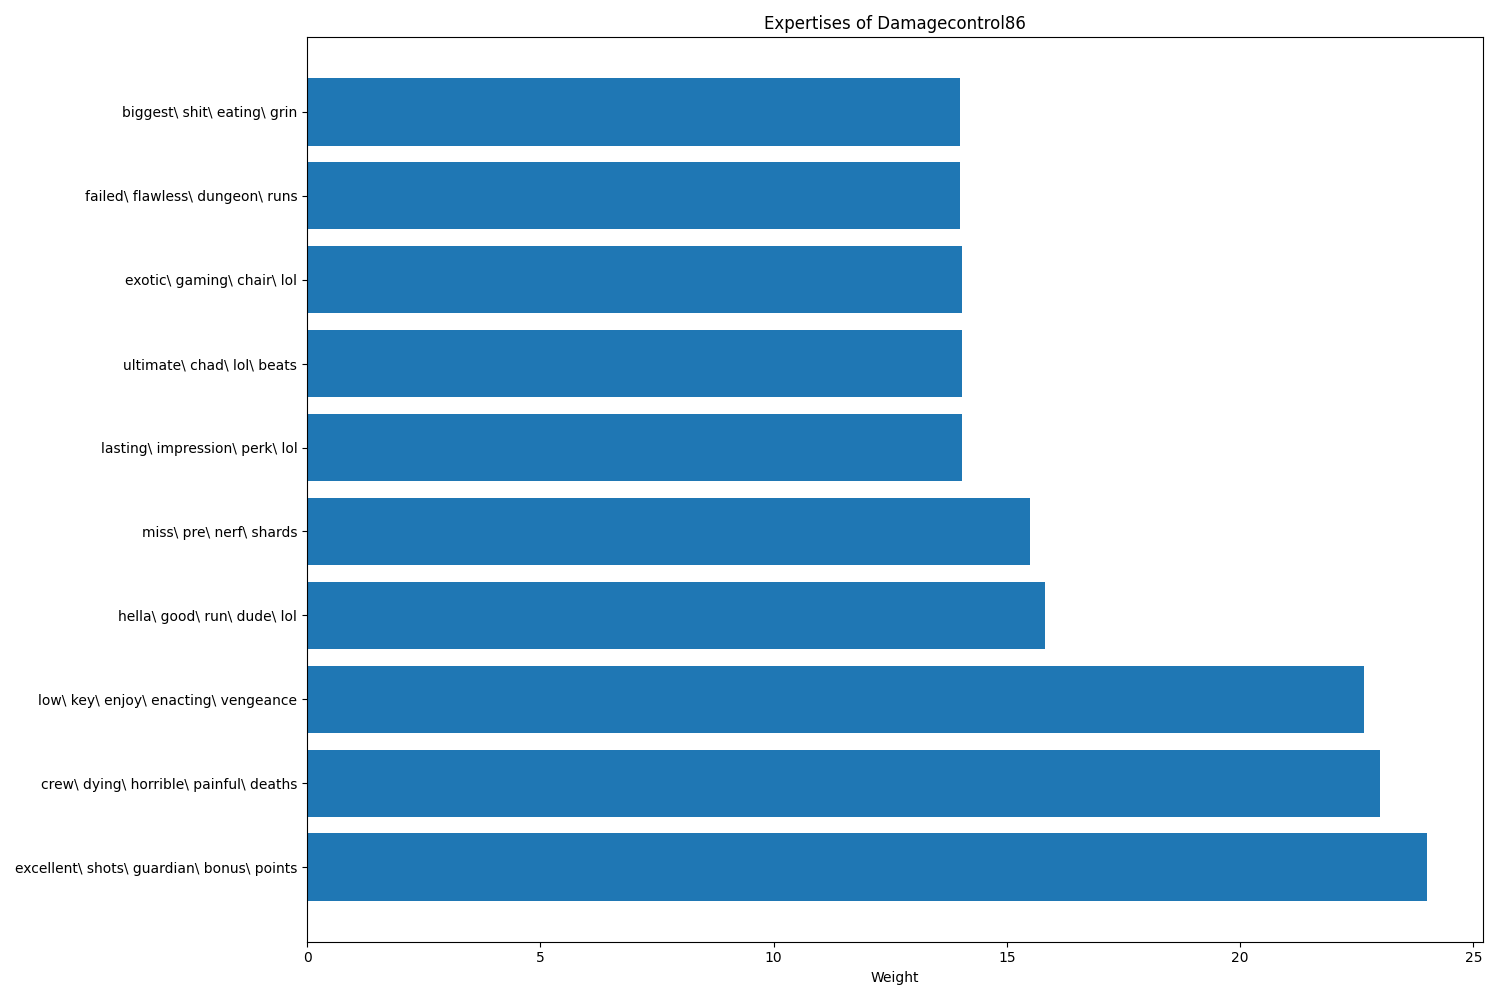 Expertises of Damagecontrol86
biggest\ shit\ eating\ grin
failed\ flawless\ dungeon\ runs
exotic\ gaming\ chair\ lol
ultimate\ chad\ lol\ beats
lasting\ impression\ perk\ lol
miss\ pre\ nerf\ shards
hella\ good\ run\ dude\ lol
low\ key\ enjoy\ enacting\ vengeance
crew\ dying\ horrible\ painful\ deaths
excellent\ shots\ guardian\ bonus\ points
0 5 10 15 20 25
Weight